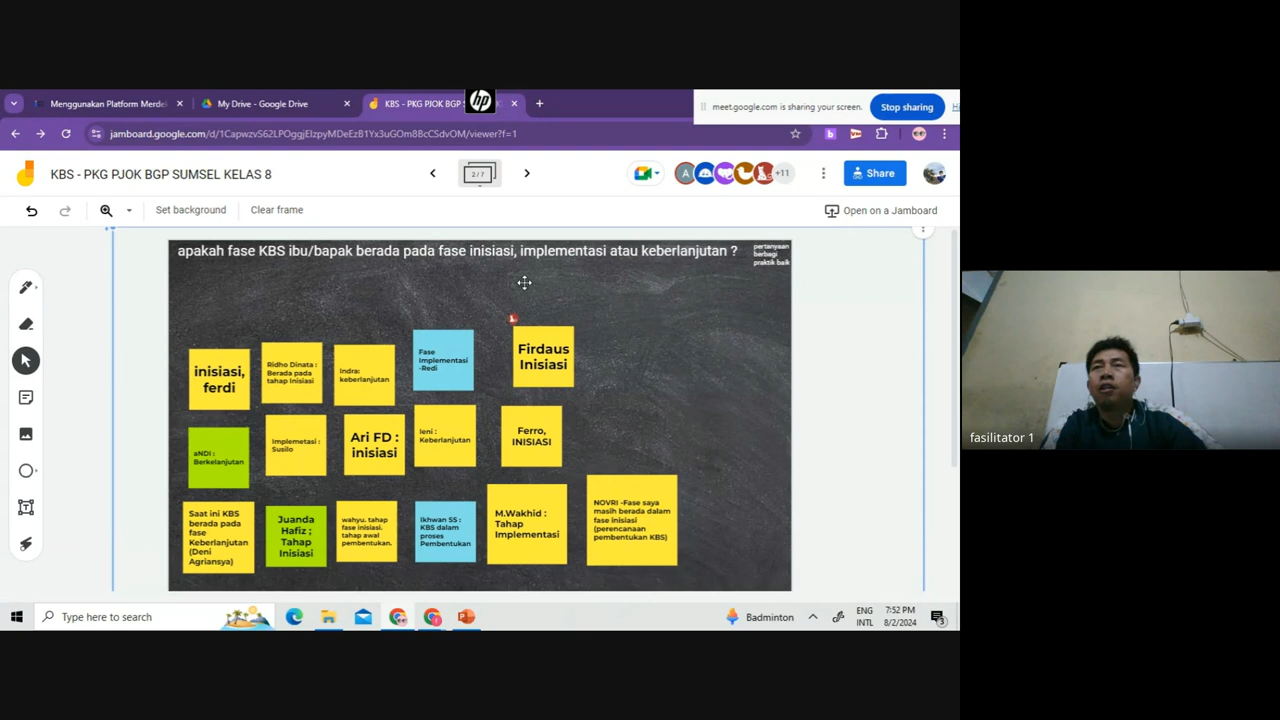 Menggunakan Platform Merde
My Drive - Google Drive
KBS - PKG PJOK BGP S
hp
meet.google.com is sharing your screen.
Stop sharing
Hi
KBS - PKG PJOK BGP SUMSEL KELAS 8
2/7
A
+11
Share
Set background
Clear frame
Open on a Jamboard
apakah fase KBS ibu/bapak berada pada fase inisiasi, implementasi atau keberlanjutan ?
pertanyaan
berbagi
praktik baik
inisiasi,
ferdi
Ridho Dinata :
Berada pada
tahap Inisiasi
Indra:
keberlanjutan
Fase
Implementasi
-Redi
Firdaus
Inisiasi
aNDI :
Berkelanjutan
Implemetasi :
Susilo
Ari FD :
inisiasi
leni :
Keberlanjutan
Ferro,
INISIASI
Saat ini KBS
berada pada
fase
Keberlanjutan
(Deni
Agriansya)
Juanda
Hafiz ;
Tahap
Inisiasi
wahyu. tahap
fase inisiasi.
tahap awal
pembentukan.
Ikhwan SS :
KBS dalam
proses
Pembentukan
M.Wakhid :
Tahap
Implementasi
NOVRI -Fase saya
masih berada dalam
fase inisiasi
(perencanaan
pembentukan KBS)
fasilitator 1
Type here to search
Badminton
ENG
INTL
7:52 PM
8/2/2024
3